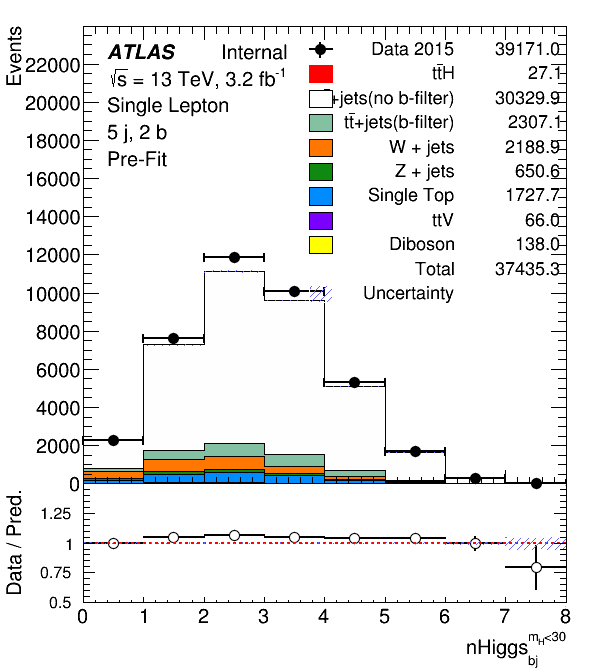 Events
ATLAS Internal
√s = 13 TeV, 3.2 fb⁻¹
Single Lepton
5 j, 2 b
Pre-Fit
Data 2015 39171.0
tt̄H 27.1
+jets(no b-filter) 30329.9
tt̄+jets(b-filter) 2307.1
W + jets 2188.9
Z + jets 650.6
Single Top 1727.7
ttV 66.0
Diboson 138.0
Total 37435.3
Uncertainty
22000
20000
18000
16000
14000
12000
10000
8000
6000
4000
2000
0
Data / Pred.
1.25
1
0.75
0.5
0 1 2 3 4 5 6 7 8
nHiggs_bj^m_H<30